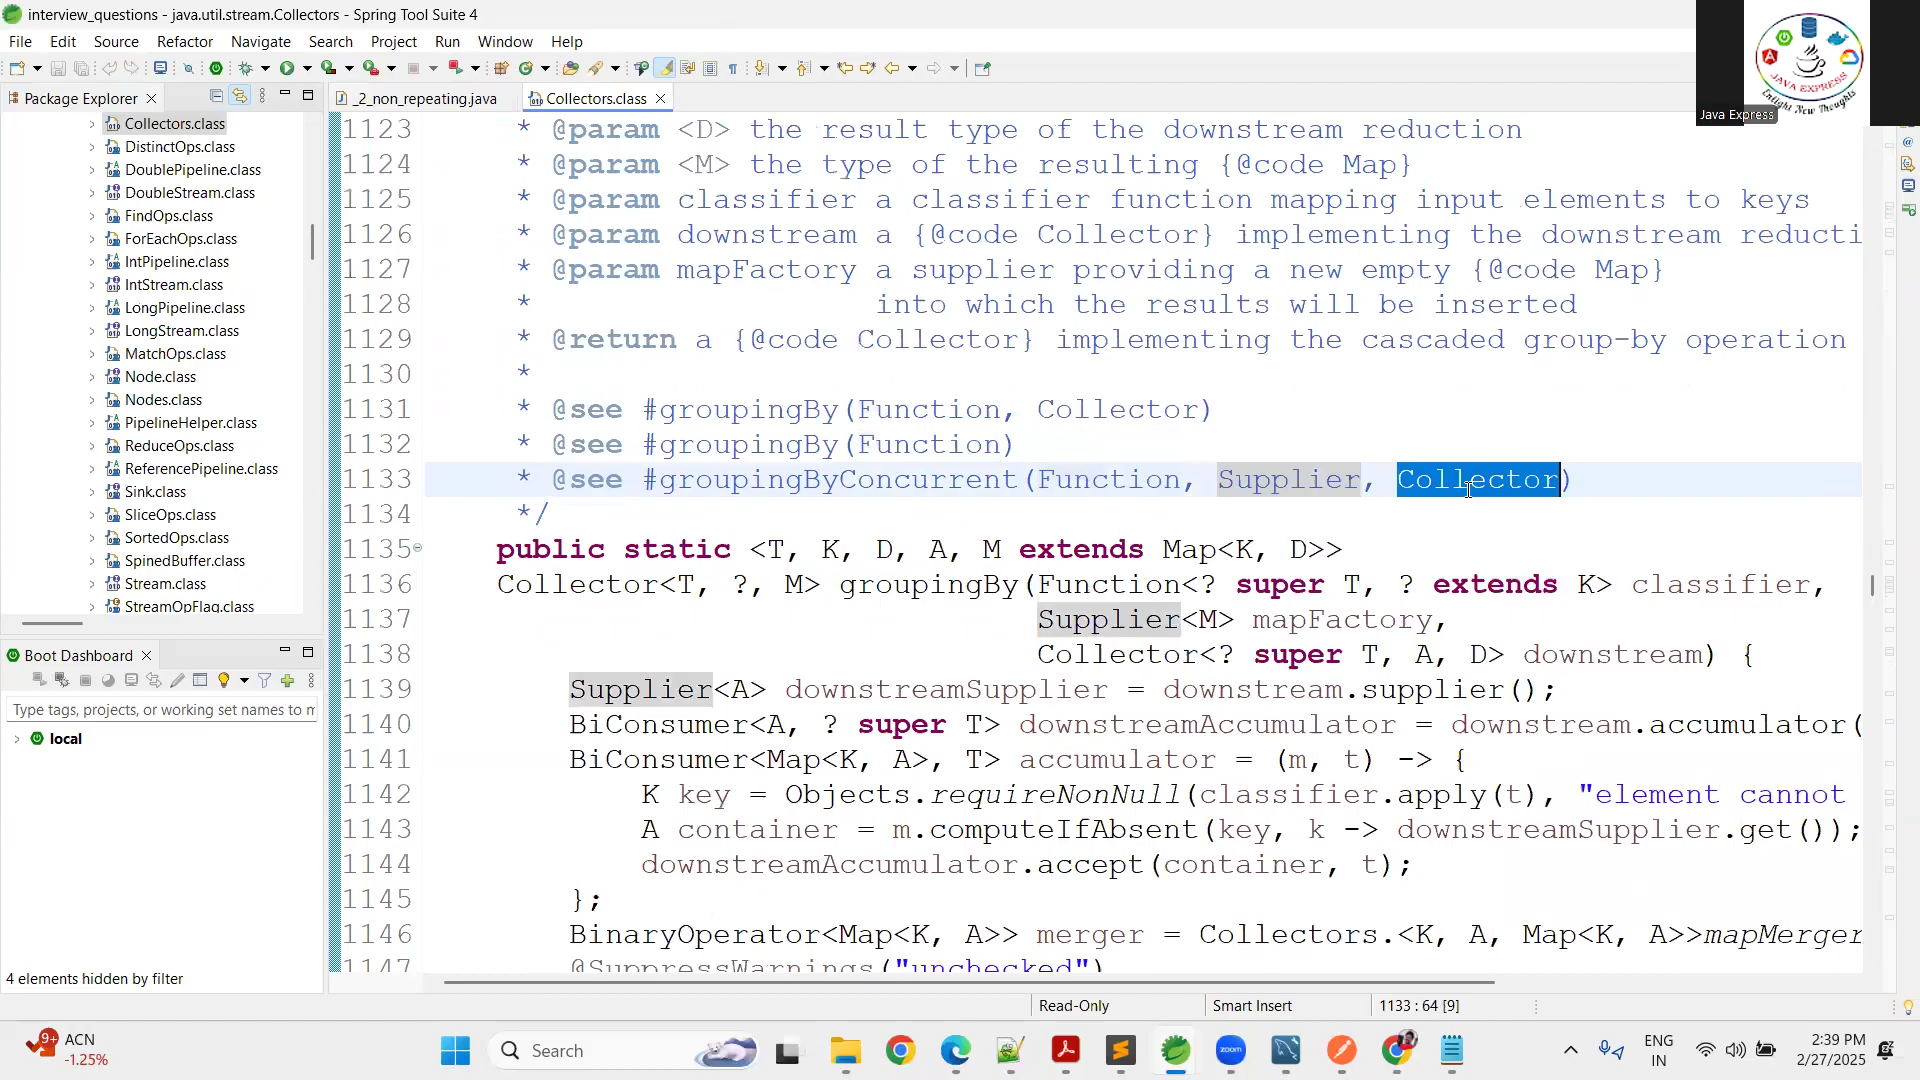 interview_questions - java.util.stream.Collectors - Spring Tool Suite 4
File Edit Source Refactor Navigate Search Project Run Window Help
JAVA EXPRESS
Enlight New Thoughts
Java Express
Package Explorer
_2_non_repeating.java
Collectors.class
Collectors.class
DistinctOps.class
DoublePipeline.class
DoubleStream.class
FindOps.class
ForEachOps.class
IntPipeline.class
IntStream.class
LongPipeline.class
LongStream.class
MatchOps.class
Node.class
Nodes.class
PipelineHelper.class
ReduceOps.class
ReferencePipeline.class
Sink.class
SliceOps.class
SortedOps.class
SpinedBuffer.class
Stream.class
StreamOpFlag.class
Boot Dashboard
Type tags, projects, or working set names to m
local
4 elements hidden by filter
1123 * @param <D> the result type of the downstream reduction
1124 * @param <M> the type of the resulting {@code Map}
1125 * @param classifier a classifier function mapping input elements to keys
1126 * @param downstream a {@code Collector} implementing the downstream reducti
1127 * @param mapFactory a supplier providing a new empty {@code Map}
1128 * into which the results will be inserted
1129 * @return a {@code Collector} implementing the cascaded group-by operation
1130 *
1131 * @see #groupingBy(Function, Collector)
1132 * @see #groupingBy(Function)
1133 * @see #groupingByConcurrent(Function, Supplier, Collector)
1134 */
1135 public static <T, K, D, A, M extends Map<K, D>>
1136 Collector<T, ?, M> groupingBy(Function<? super T, ? extends K> classifier,
1137 Supplier<M> mapFactory,
1138 Collector<? super T, A, D> downstream) {
1139 Supplier<A> downstreamSupplier = downstream.supplier();
1140 BiConsumer<A, ? super T> downstreamAccumulator = downstream.accumulator(
1141 BiConsumer<Map<K, A>, T> accumulator = (m, t) -> {
1142 K key = Objects.requireNonNull(classifier.apply(t), "element cannot
1143 A container = m.computeIfAbsent(key, k -> downstreamSupplier.get());
1144 downstreamAccumulator.accept(container, t);
1145 };
1146 BinaryOperator<Map<K, A>> merger = Collectors.<K, A, Map<K, A>>mapMerger
1147 @SuppressWarnings("unchecked")
Read-Only Smart Insert 1133 : 64 [9]
9+ ACN
-1.25%
Search
zoom
ENG
IN
2:39 PM
2/27/2025